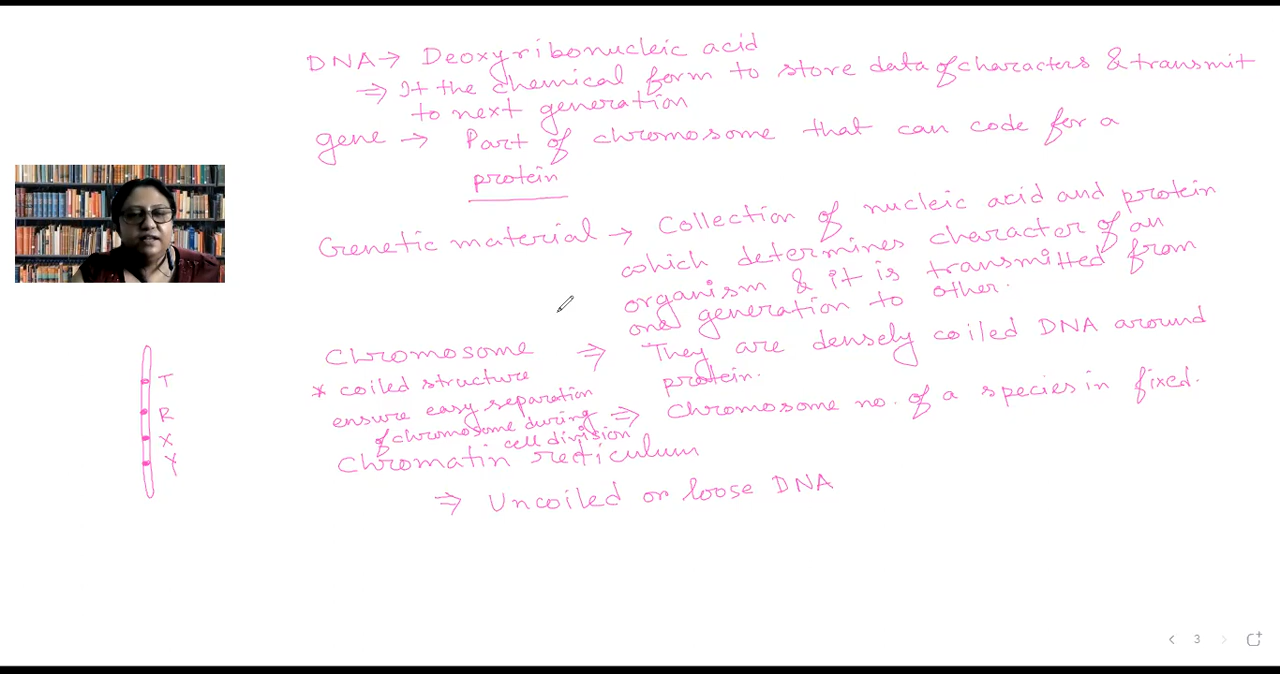 DNA → Deoxyribonucleic acid
⇒ It the chemical form to store data of characters & transmit
to next generation
gene → Part of chromosome that can code for a
protein
Genetic material → Collection of nucleic acid and protein
which determines character of an
organism & it is transmitted from
one generation to other.
Chromosome ⇒ They are densely coiled DNA around
protein.
* coiled structure
ensure easy separation
of chromosome during
cell division
⇒ Chromosome no. of a species in fixed.
Chromatin recticulum
⇒ Uncoiled or loose DNA
T
R
X
Y
3